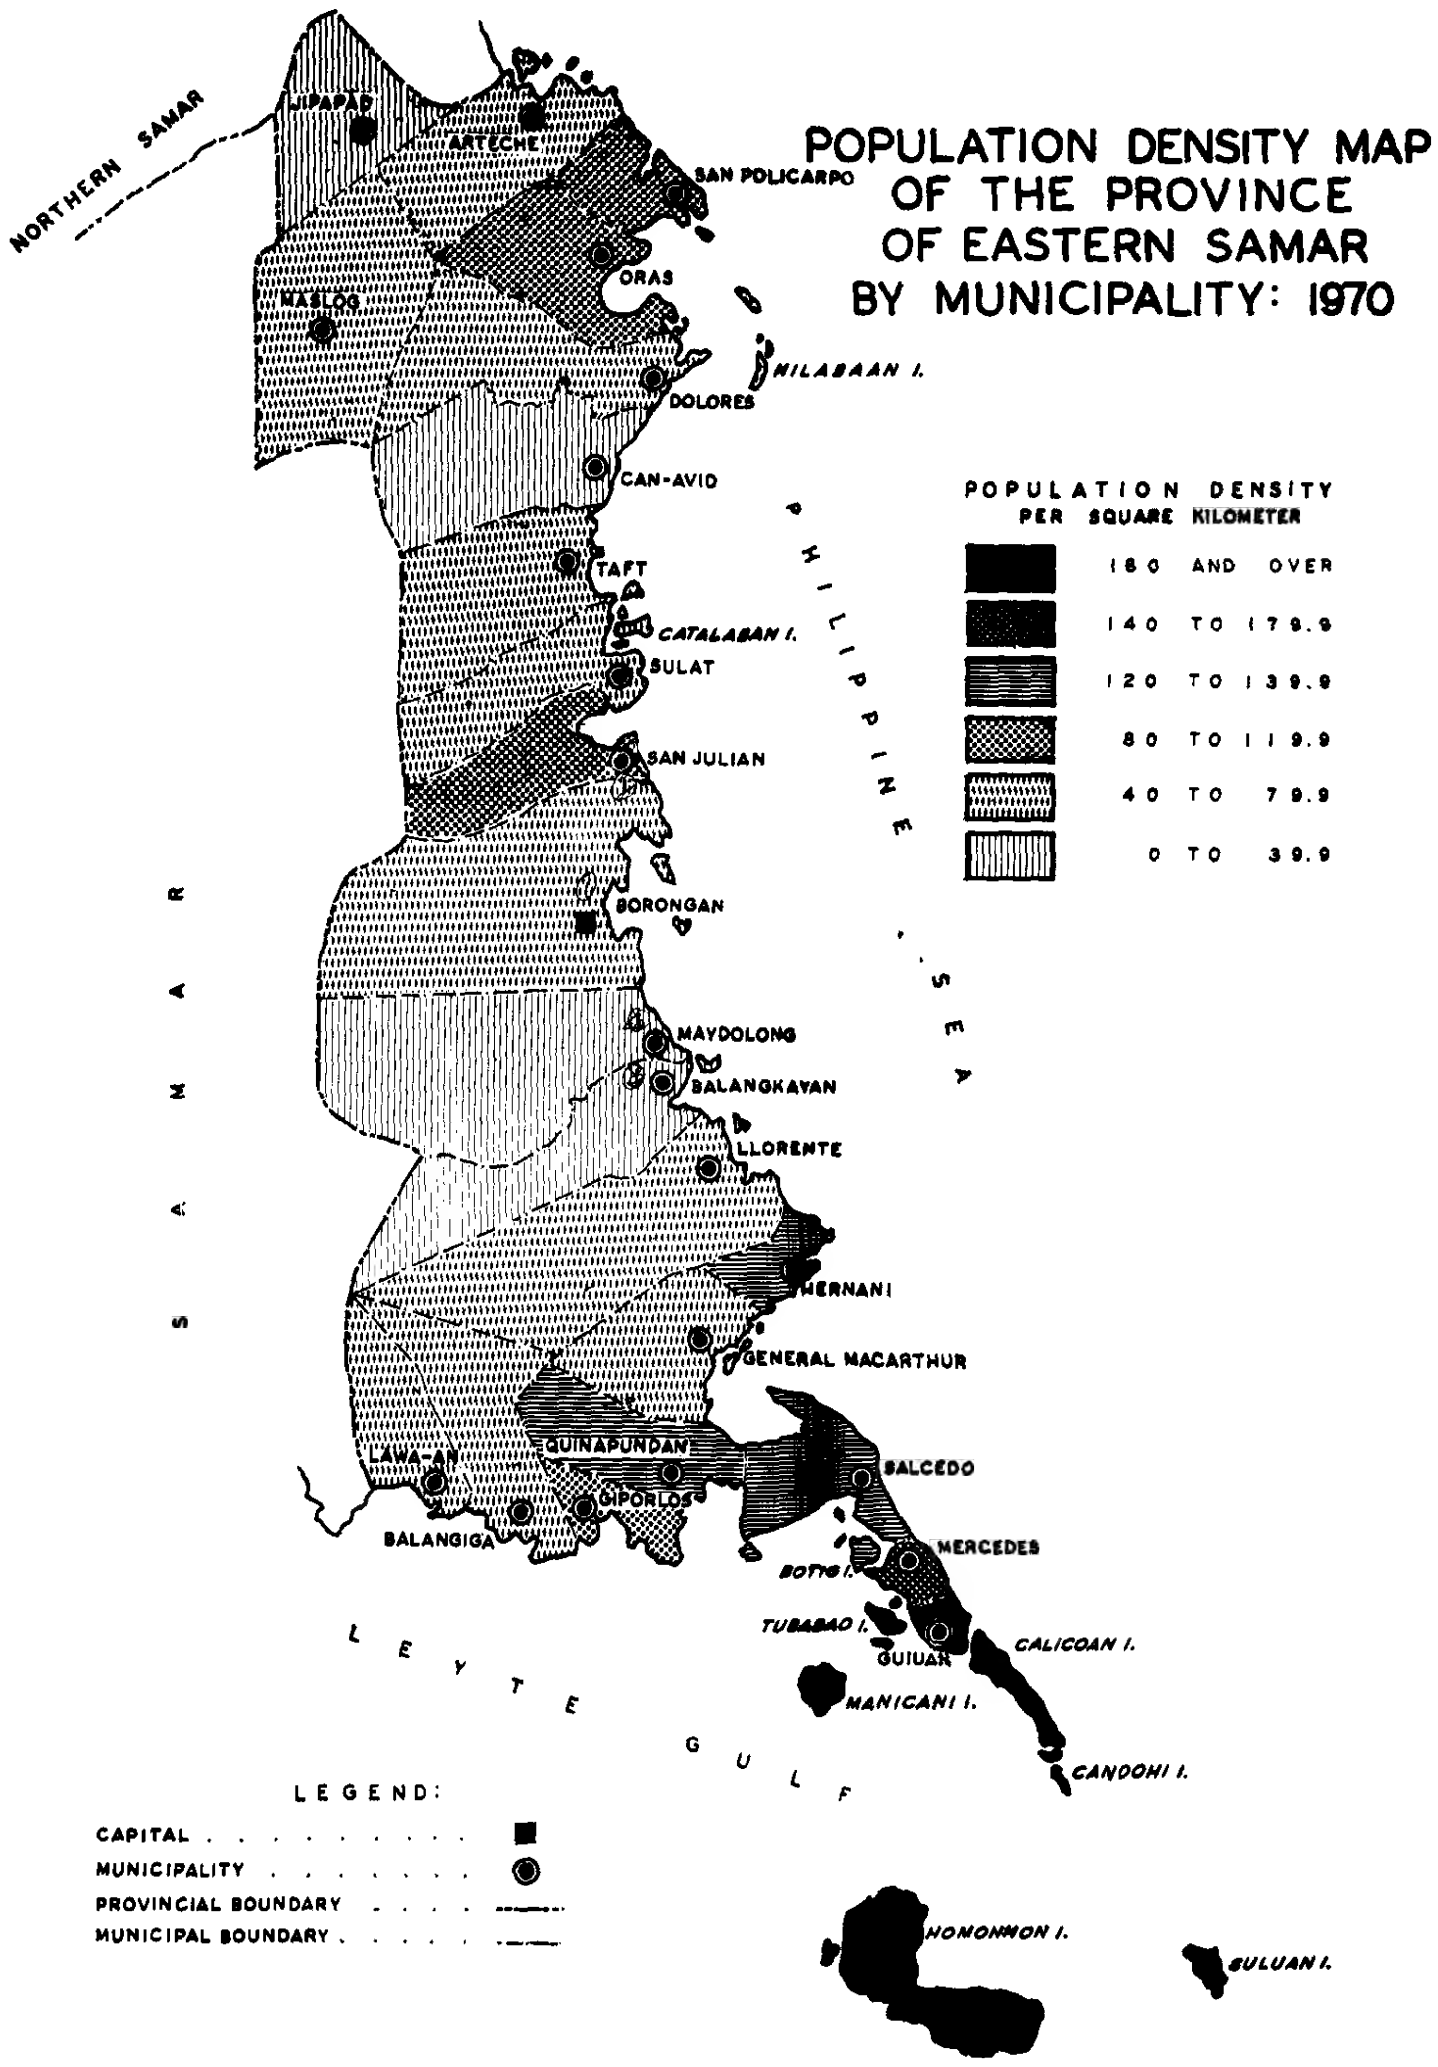 POPULATION DENSITY MAP
OF THE PROVINCE
OF EASTERN SAMAR
BY MUNICIPALITY: 1970
NORTHERN SAMAR
JIPAPAD
ARTECHE
SAN POLICARPO
ORAS
MASLOG
HILABAAN I.
DOLORES
CAN-AVID
POPULATION DENSITY
PER SQUARE KILOMETER
180 AND OVER
140 TO 179.9
120 TO 139.9
80 TO 119.9
40 TO 79.9
0 TO 39.9
PHILIPPINE SEA
TAFT
CATALABAN I.
SULAT
SAN JULIAN
BORONGAN
SAMAR
MAYDOLONG
BALANGKAYAN
LLORENTE
HERNANI
GENERAL MACARTHUR
QUINAPUNDAN
LAWA-AN
SALCEDO
GIPORLOS
BALANGIGA
MERCEDES
BOTIG I.
TUBABAO I.
GUIUAN
CALICOAN I.
MANICANI I.
CANDOHI I.
LEYTE GULF
LEGEND:
CAPITAL
MUNICIPALITY
PROVINCIAL BOUNDARY
MUNICIPAL BOUNDARY
HOMONHON I.
SULUAN I.